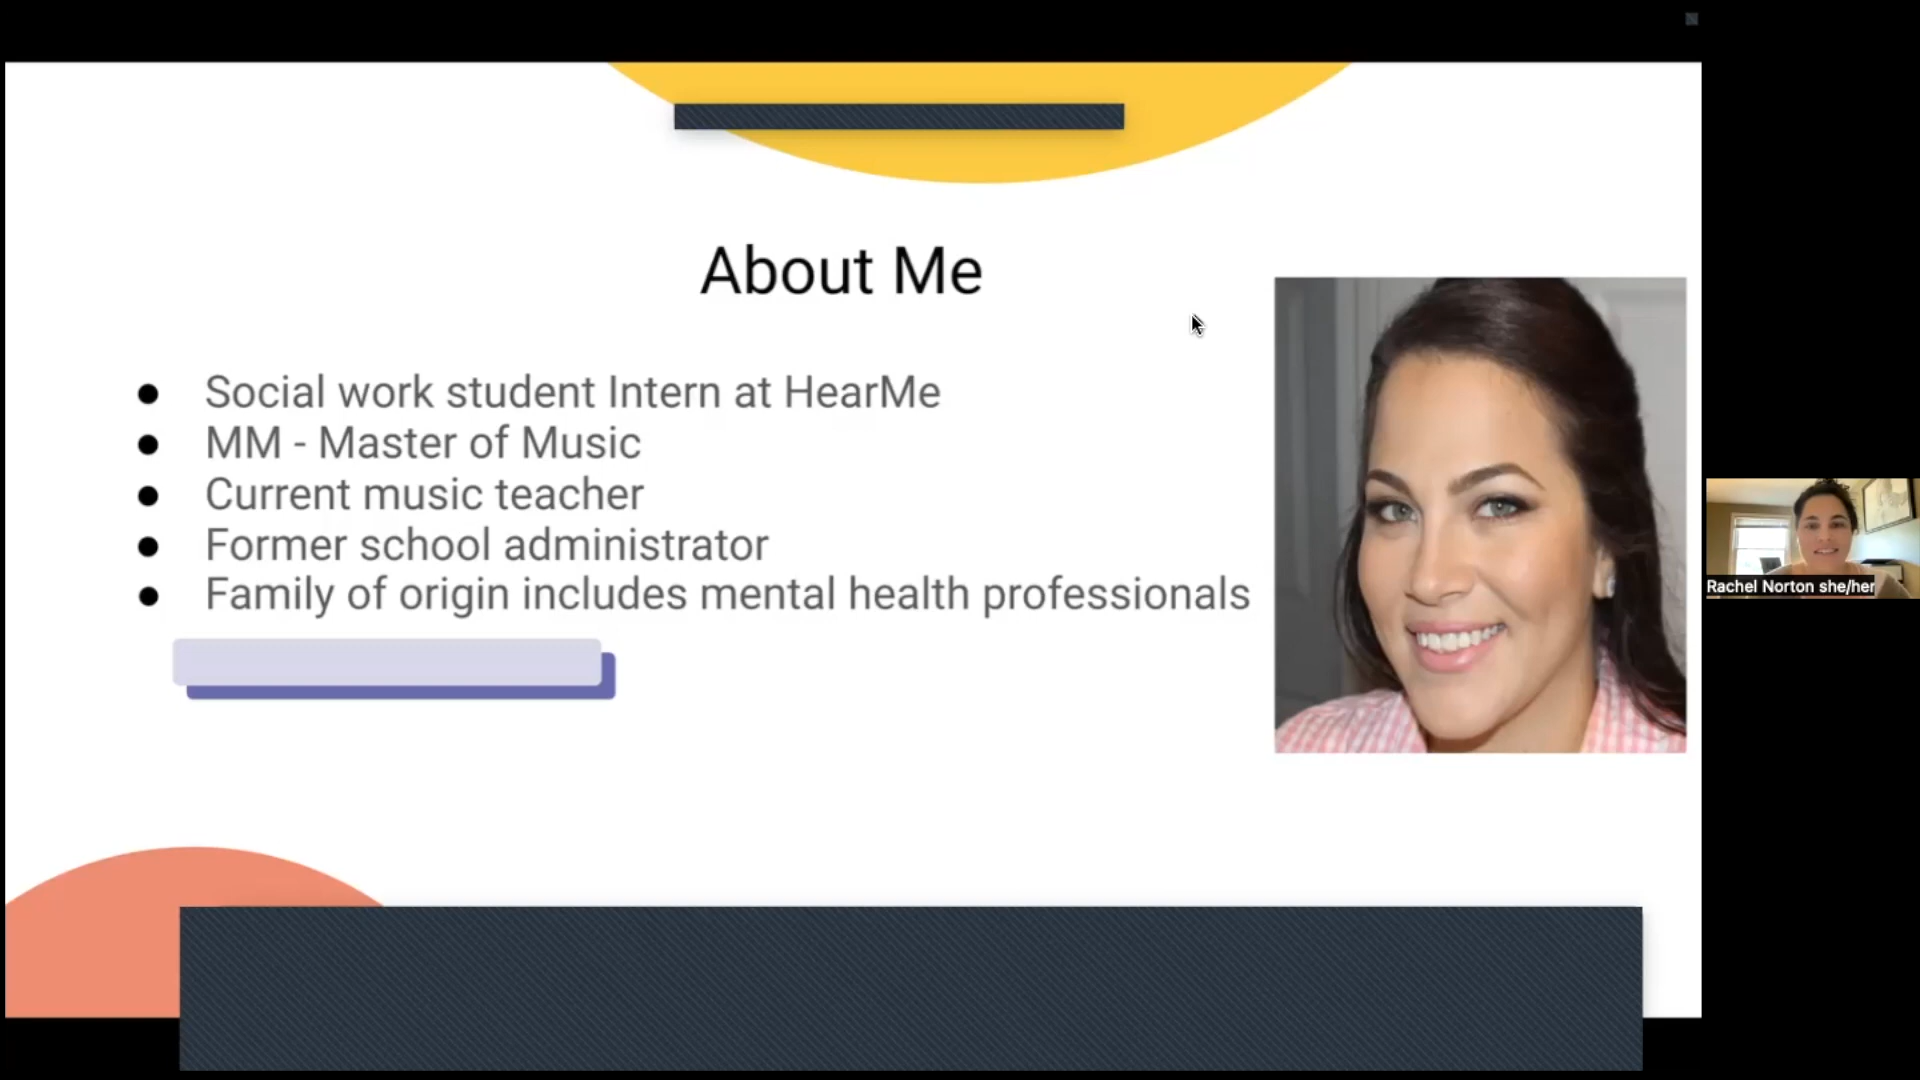 About Me
Social work student Intern at HearMe
MM - Master of Music
Current music teacher
Former school administrator
Family of origin includes mental health professionals
Rachel Norton she/her